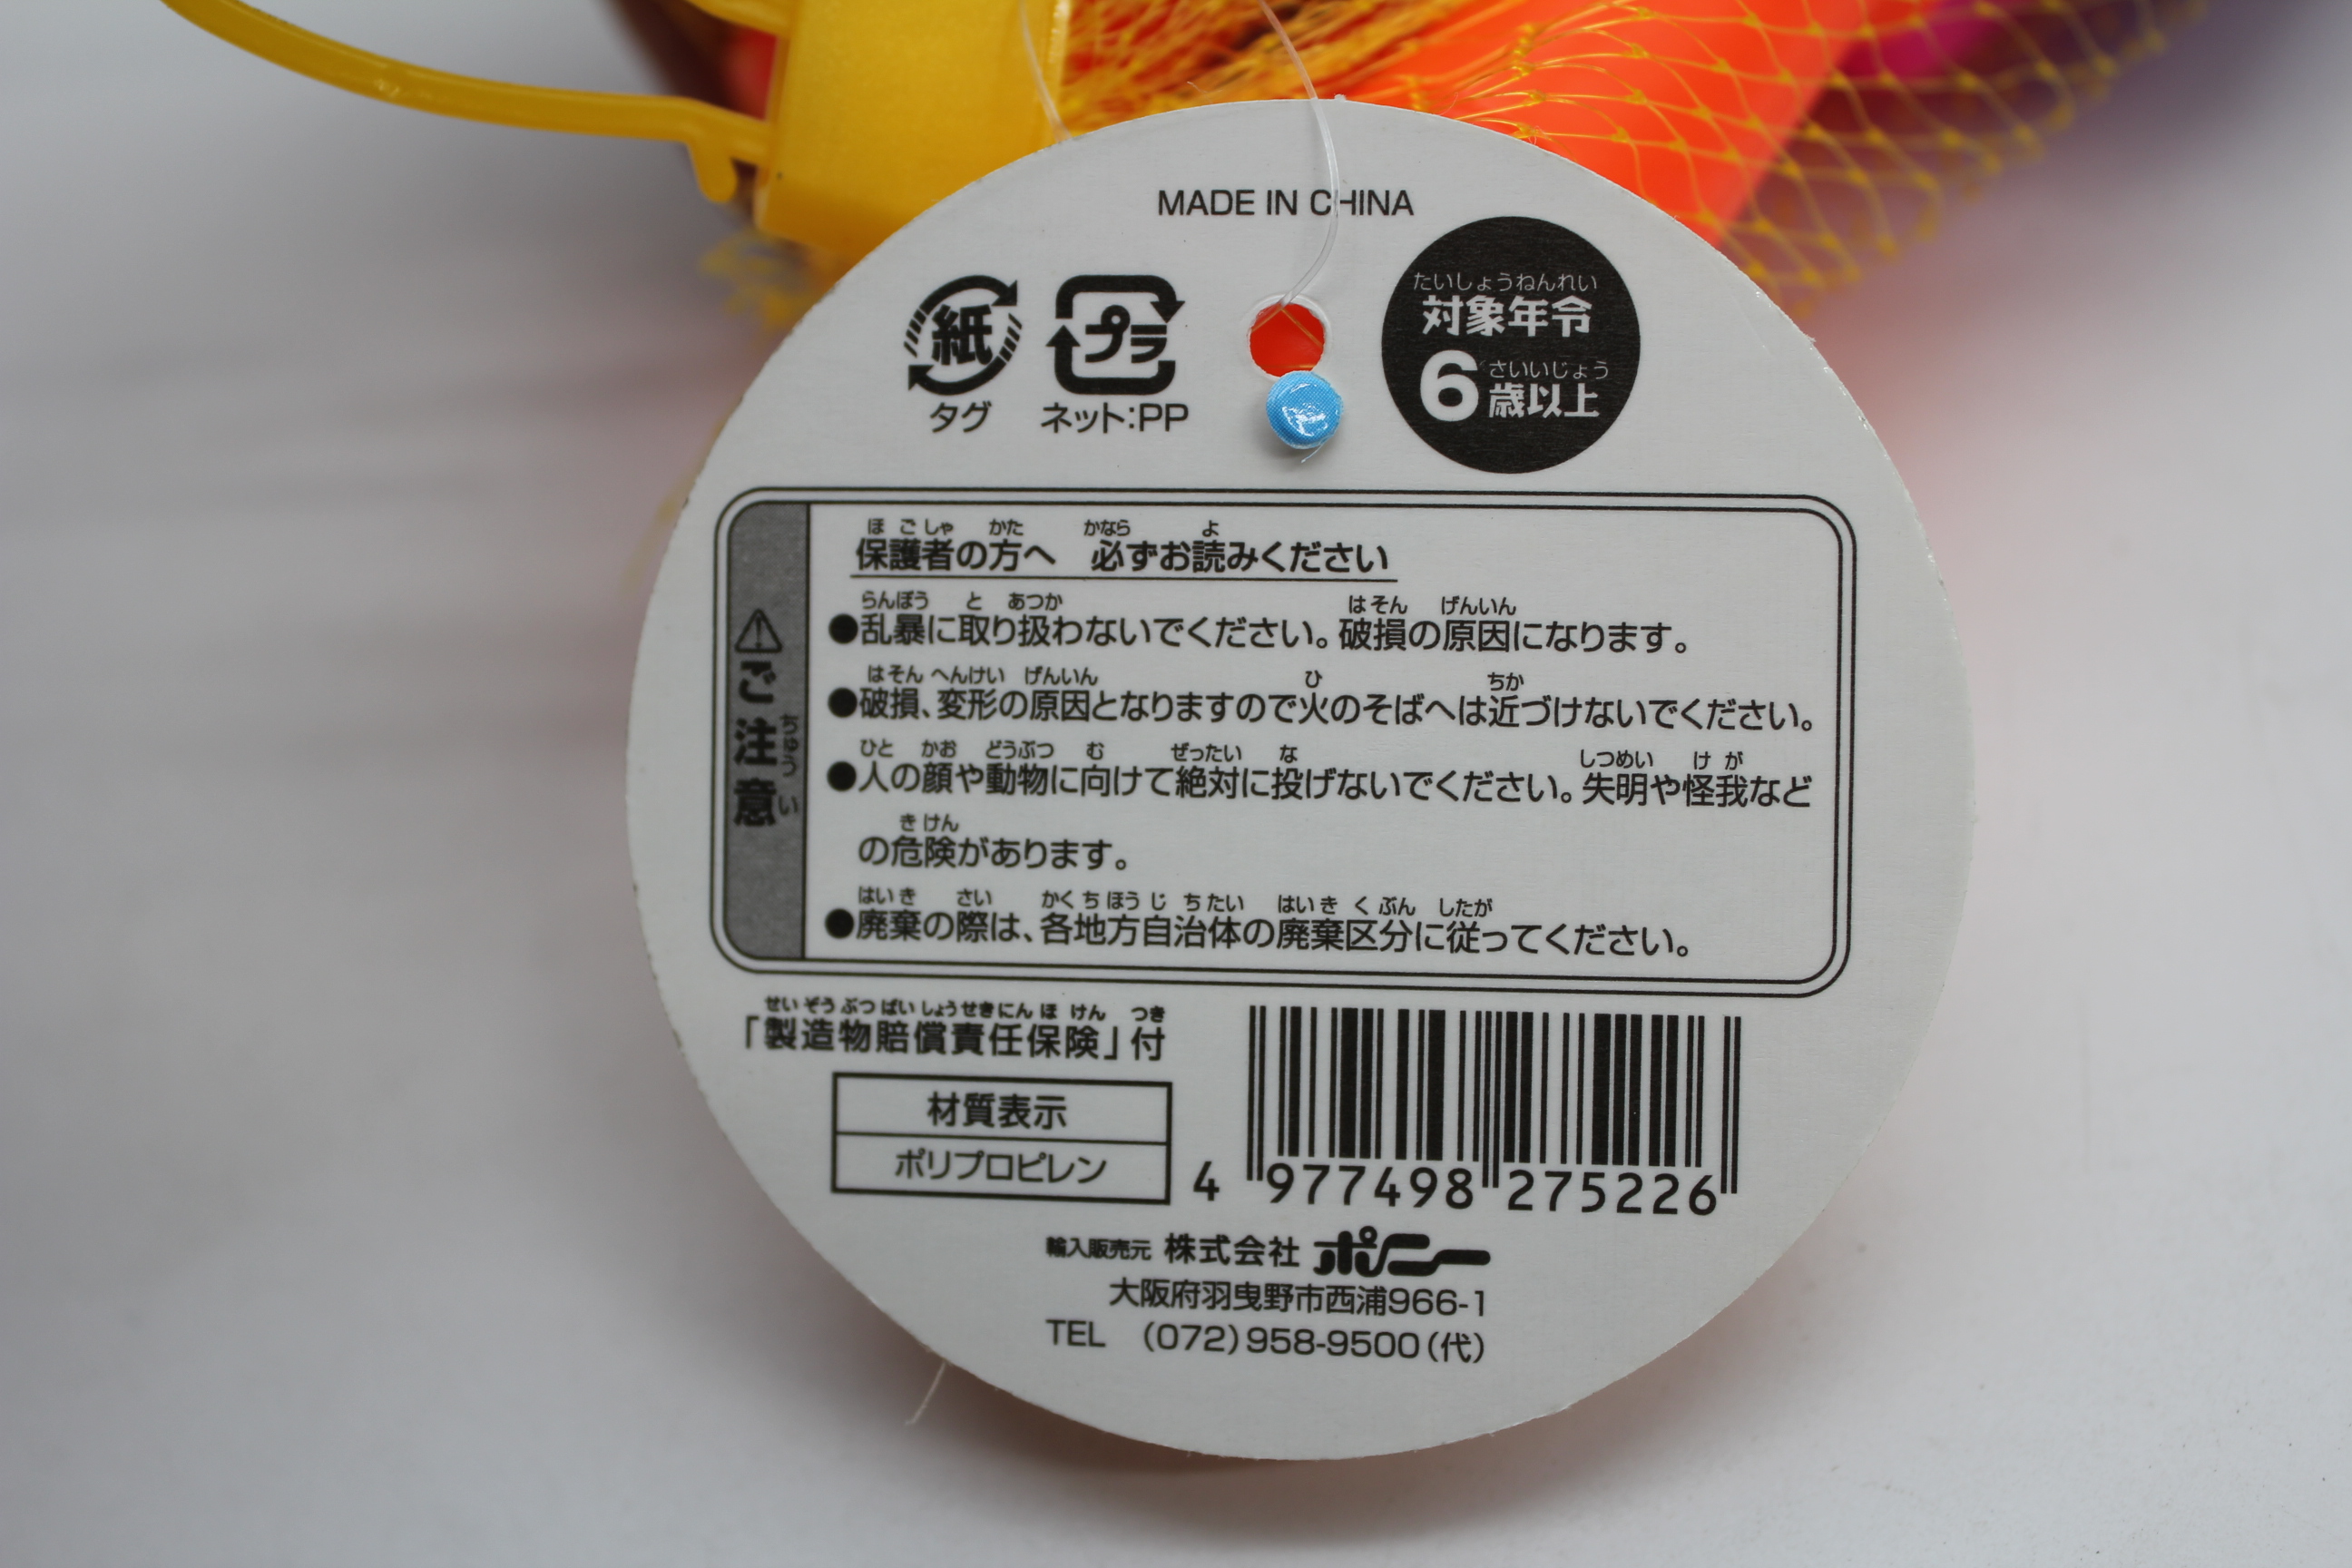 MADE IN CHINA
紙
タグ
プラ
ネット:PP
たいしょうねんれい
対象年令
さいいじょう
6歳以上
⚠ご注意
ちゅう い
ほごしゃ かた かなら よ
保護者の方へ 必ずお読みください
らんぼう と あつか はそん げんいん
●乱暴に取り扱わないでください。破損の原因になります。
はそん へんけい げんいん ひ ちか
●破損、変形の原因となりますので火のそばへは近づけないでください。
ひと かお どうぶつ む ぜったい な しつめい けが
●人の顔や動物に向けて絶対に投げないでください。失明や怪我など
きけん
の危険があります。
はいき さい かくちほうじちたい はいきくぶん したが
●廃棄の際は、各地方自治体の廃棄区分に従ってください。
せいぞうぶつばいしょうせきにんほけん つき
「製造物賠償責任保険」付
材質表示
ポリプロピレン
4 977498 275226
輸入販売元 株式会社 ポニー
大阪府羽曳野市西浦966-1
TEL (072)958-9500(代)